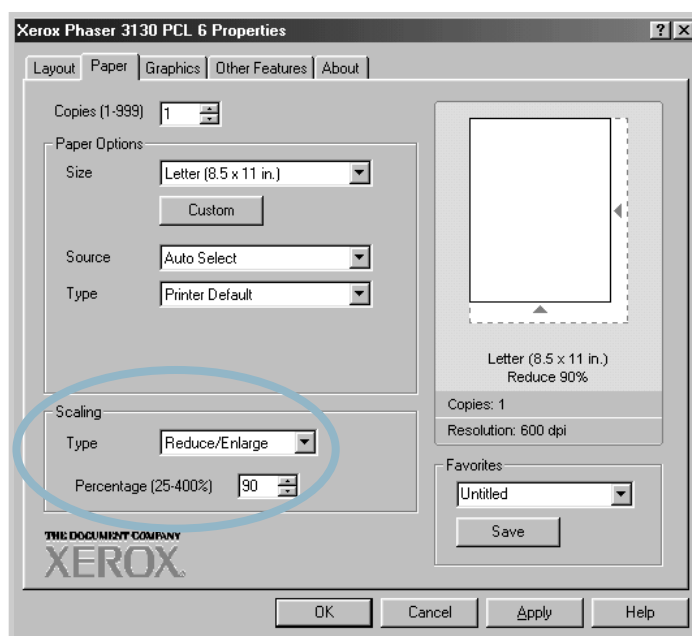 Xerox Phaser 3130 PCL 6 Properties
Layout Paper Graphics Other Features About
Copies (1-999) 1
Paper Options
Size Letter (8.5 x 11 in.)
Custom
Source Auto Select
Type Printer Default
Letter (8.5 x 11 in.)
Reduce 90%
Copies: 1
Resolution: 600 dpi
Scaling
Type Reduce/Enlarge
Percentage (25-400%) 90
Favorites
Untitled
Save
THE DOCUMENT COMPANY
XEROX
OK Cancel Apply Help